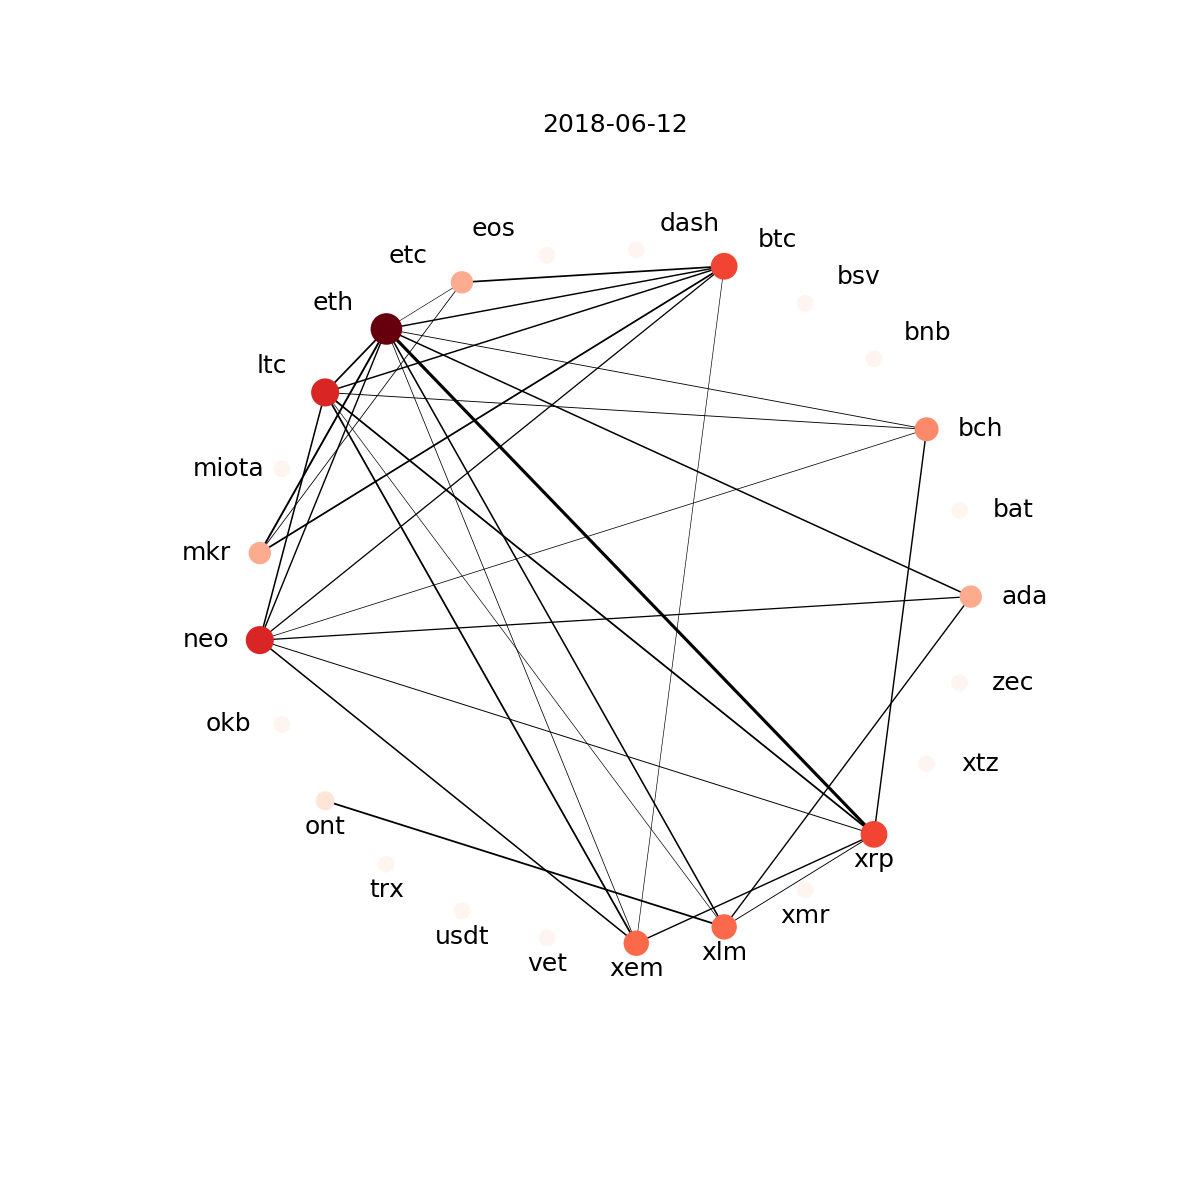 2018-06-12
dash
eos
btc
etc
bsv
eth
bnb
ltc
bch
miota
bat
mkr
ada
neo
zec
okb
xtz
ont
xrp
trx
xmr
usdt
xlm
vet
xem